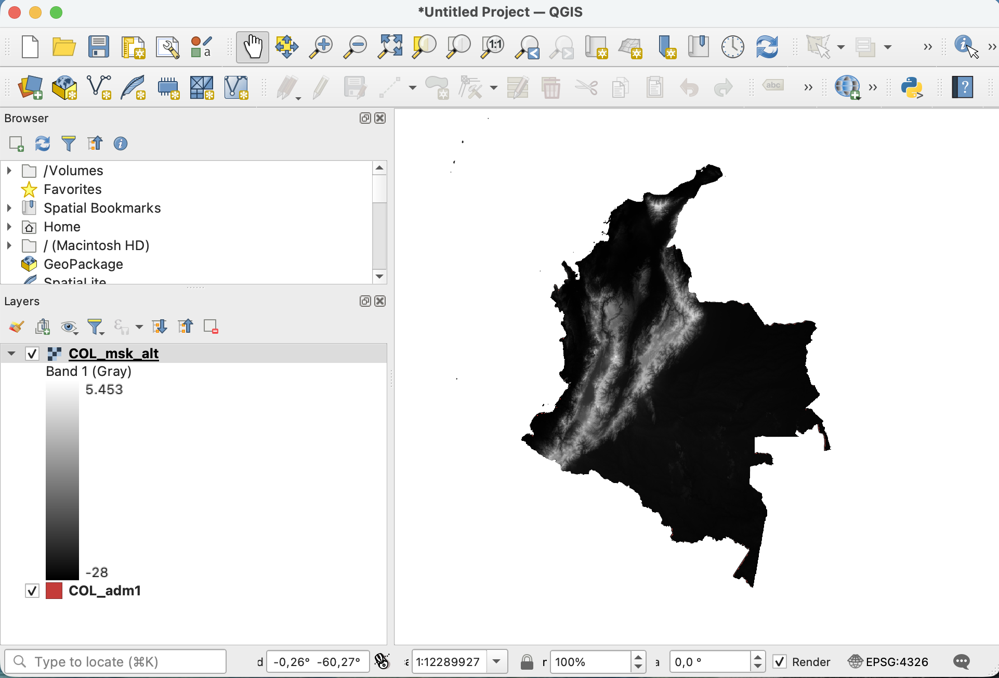 *Untitled Project — QGIS
a
1:1
abc
?
Browser
/Volumes
Favorites
Spatial Bookmarks
Home
/ (Macintosh HD)
GeoPackage
SpatiaLite
Layers
COL_msk_alt
Band 1 (Gray)
5.453
-28
COL_adm1
Type to locate (⌘K)
-0,26° -60,27°
1:12289927
100%
0,0 °
Render
EPSG:4326